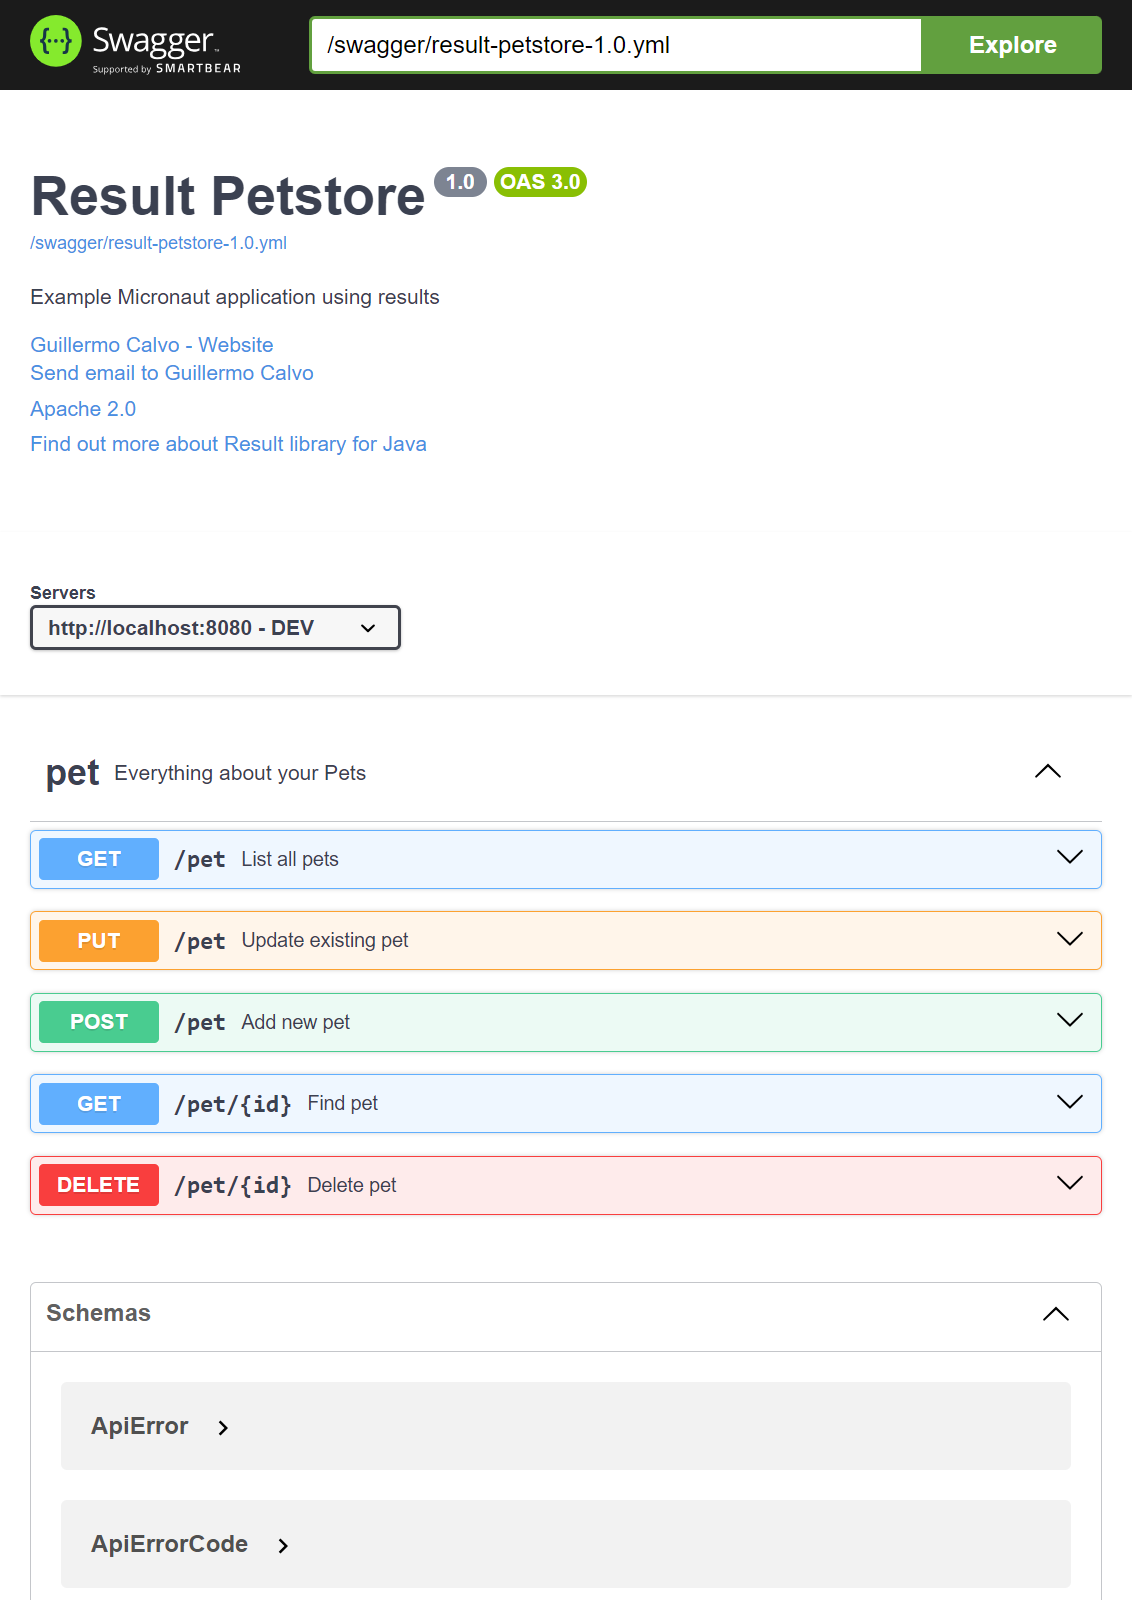 {···} Swagger™
Supported by SMARTBEAR
/swagger/result-petstore-1.0.yml Explore
Result Petstore 1.0 OAS 3.0
/swagger/result-petstore-1.0.yml
Example Micronaut application using results
Guillermo Calvo - Website
Send email to Guillermo Calvo
Apache 2.0
Find out more about Result library for Java
Servers
http://localhost:8080 - DEV
pet Everything about your Pets
GET /pet List all pets
PUT /pet Update existing pet
POST /pet Add new pet
GET /pet/{id} Find pet
DELETE /pet/{id} Delete pet
Schemas
ApiError
ApiErrorCode